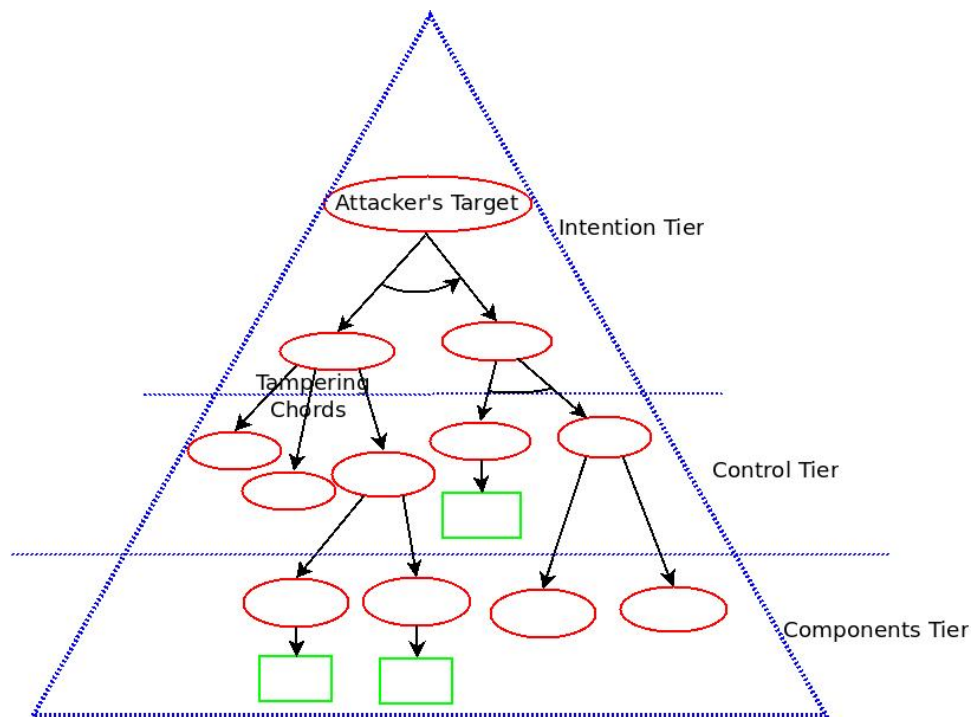 Attacker's Target
Intention Tier
Tampering
Chords
Control Tier
Components Tier